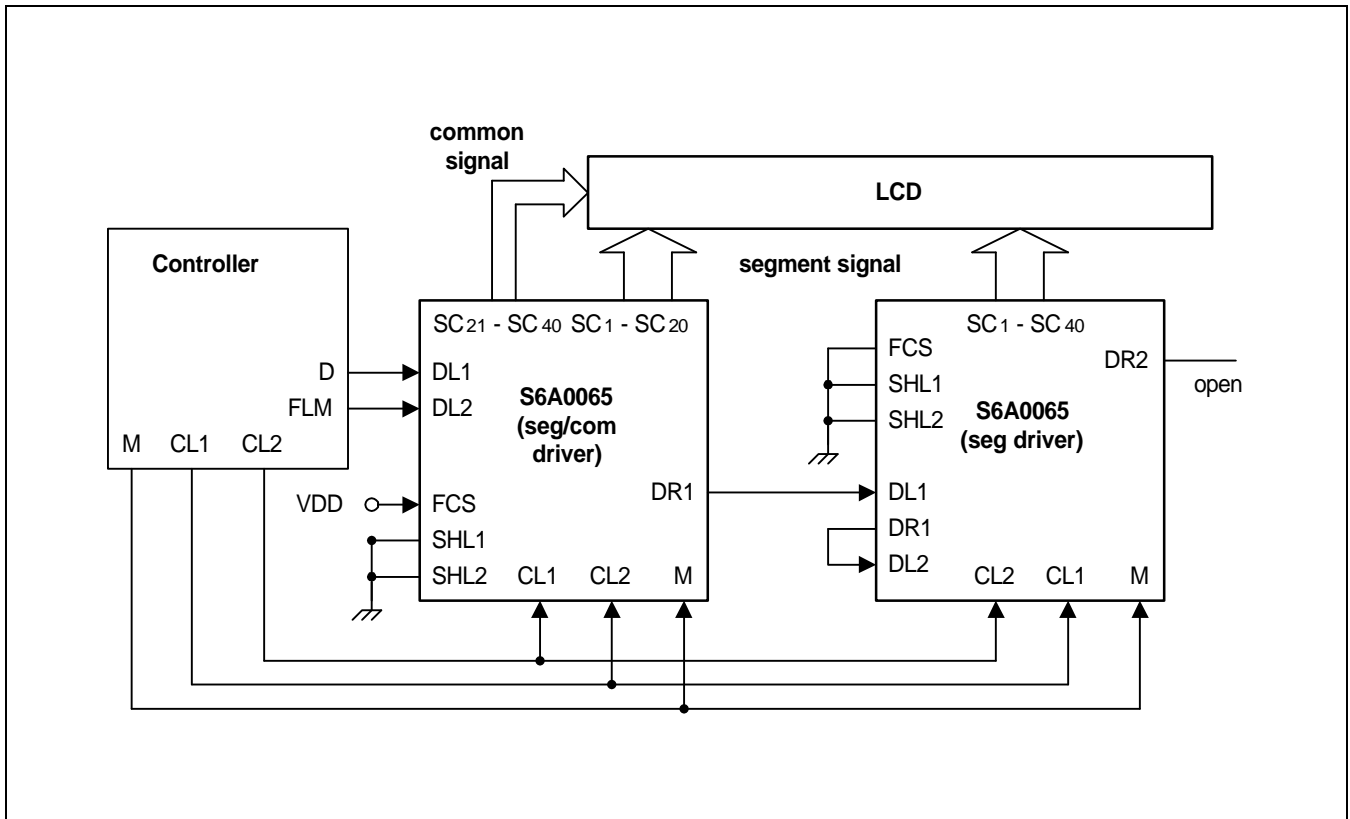 common
signal
LCD
Controller
segment signal
SC21 - SC40 SC1 - SC20
SC1 - SC40
D
FLM
M CL1 CL2
DL1
DL2
S6A0065
(seg/com
driver)
VDD
FCS
SHL1
SHL2
DR1
CL1 CL2 M
FCS
SHL1
SHL2
S6A0065
(seg driver)
DR2
open
DL1
DR1
DL2
CL2 CL1 M